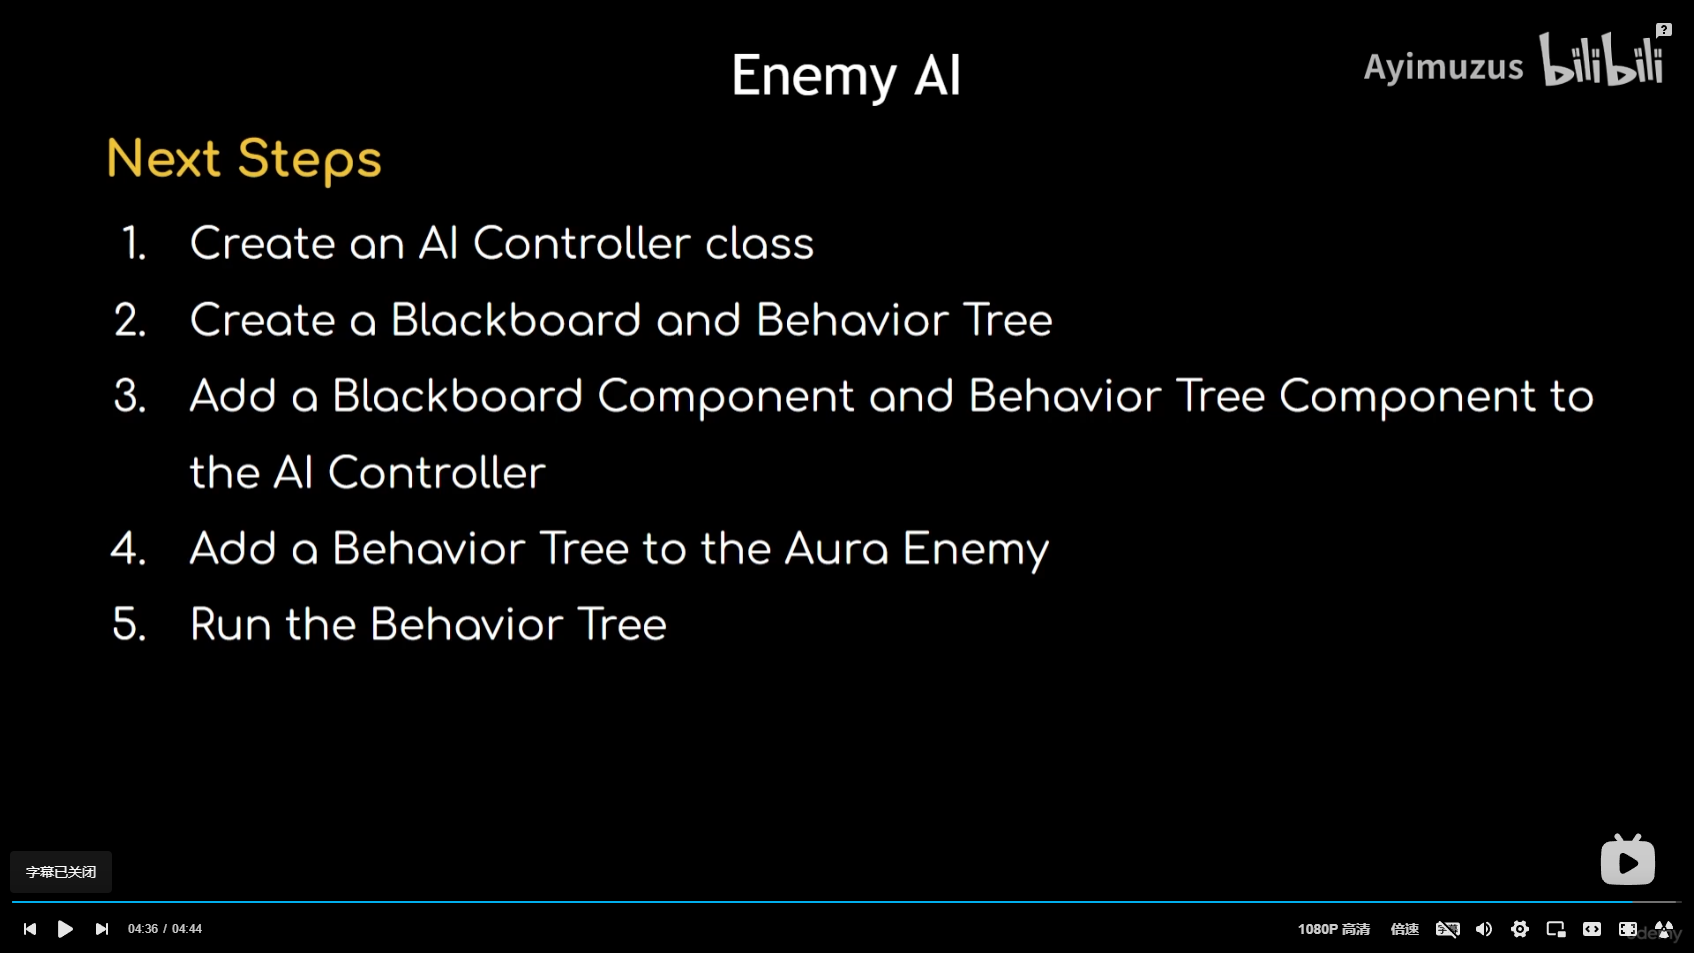 Enemy AI
Ayimuzus bilibili
Next Steps
1. Create an AI Controller class
2. Create a Blackboard and Behavior Tree
3. Add a Blackboard Component and Behavior Tree Component to
the AI Controller
4. Add a Behavior Tree to the Aura Enemy
5. Run the Behavior Tree
字幕已关闭
04:36 / 04:44
1080P 高清
倍速